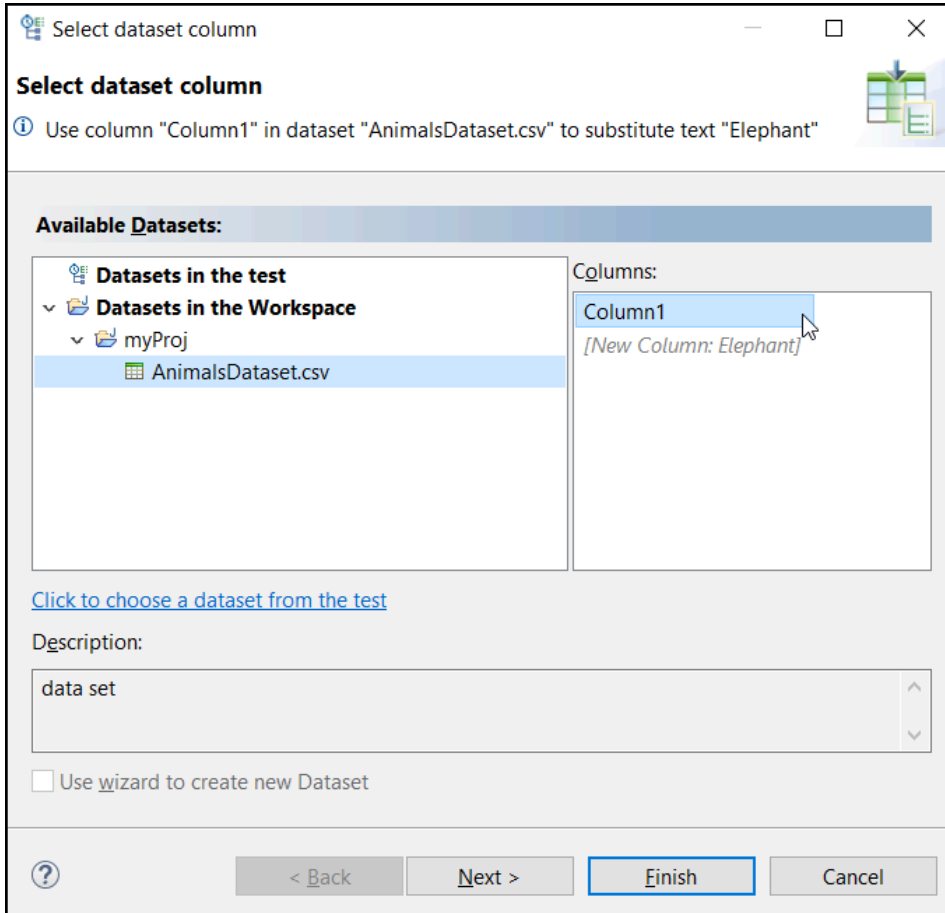 Select dataset column
Select dataset column
Use column "Column1" in dataset "AnimalsDataset.csv" to substitute text "Elephant"
Available Datasets:
Datasets in the test
Datasets in the Workspace
myProj
AnimalsDataset.csv
Columns:
Column1
[New Column: Elephant]
Click to choose a dataset from the test
Description:
data set
Use wizard to create new Dataset
< Back
Next >
Finish
Cancel